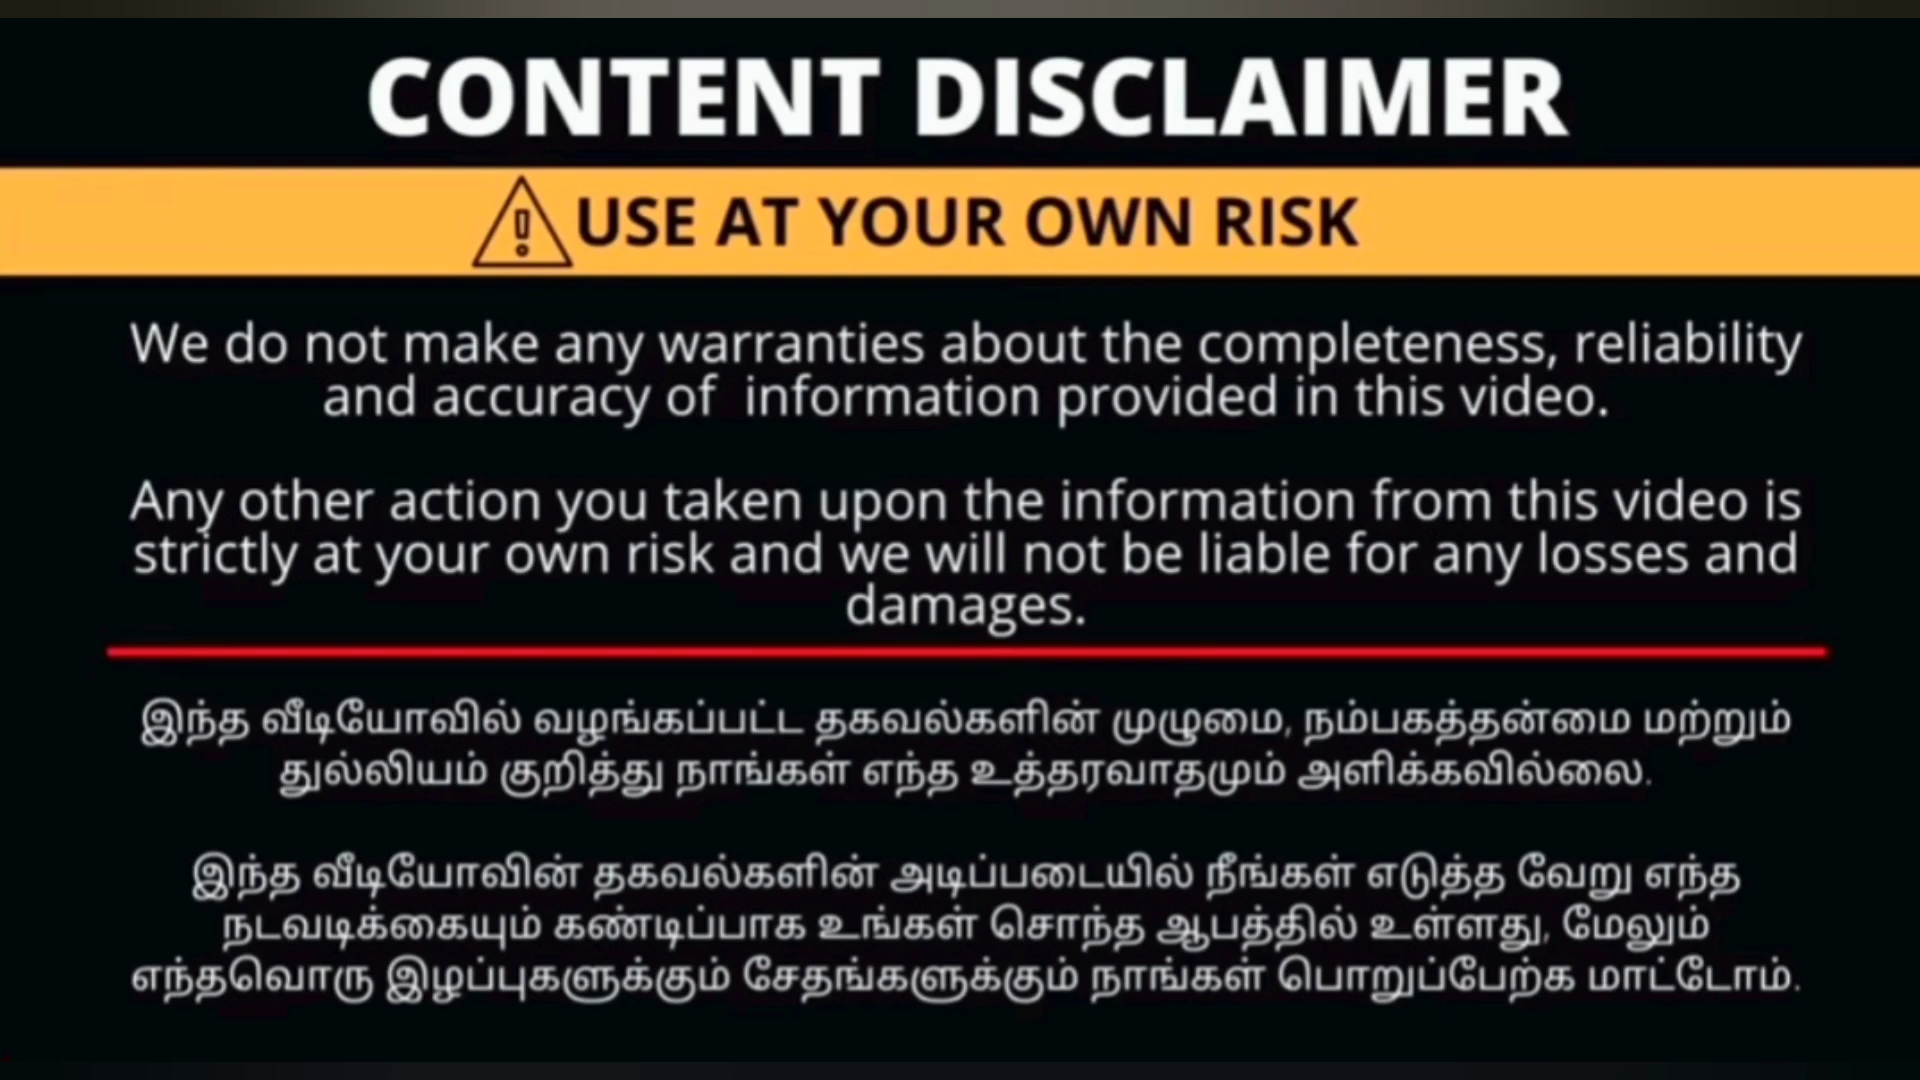 CONTENT DISCLAIMER
USE AT YOUR OWN RISK
We do not make any warranties about the completeness, reliability
and accuracy of information provided in this video.
Any other action you taken upon the information from this video is
strictly at your own risk and we will not be liable for any losses and
damages.
இந்த வீடியோவில் வழங்கப்பட்ட தகவல்களின் முழுமை, நம்பகத்தன்மை மற்றும்
துல்லியம் குறித்து நாங்கள் எந்த உத்தரவாதமும் அளிக்கவில்லை.
இந்த வீடியோவின் தகவல்களின் அடிப்படையில் நீங்கள் எடுத்த வேறு எந்த
நடவடிக்கையும் கண்டிப்பாக உங்கள் சொந்த ஆபத்தில் உள்ளது, மேலும்
எந்தவொரு இழப்புகளுக்கும் சேதங்களுக்கும் நாங்கள் பொறுப்பேற்க மாட்டோம்.